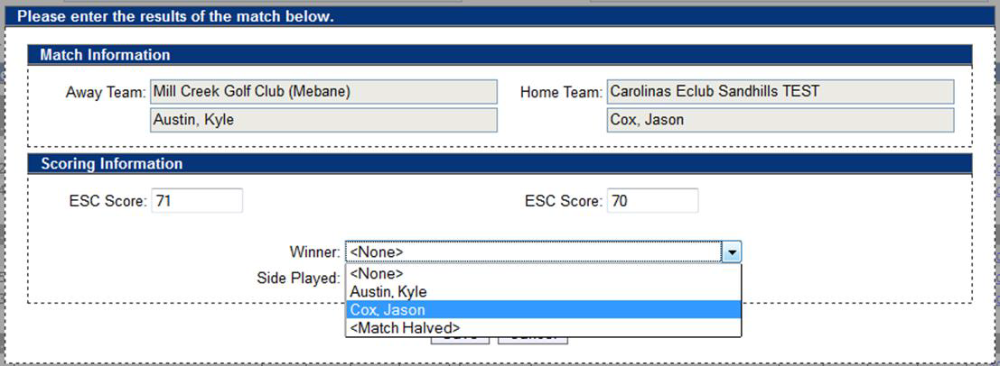 Please enter the results of the match below.
Match Information
Away Team: Mill Creek Golf Club (Mebane) Home Team: Carolinas Eclub Sandhills TEST
Austin, Kyle Cox, Jason
Scoring Information
ESC Score: 71 ESC Score: 70
Winner: <None>
<None>
Side Played:
Austin, Kyle
Cox, Jason
<Match Halved>